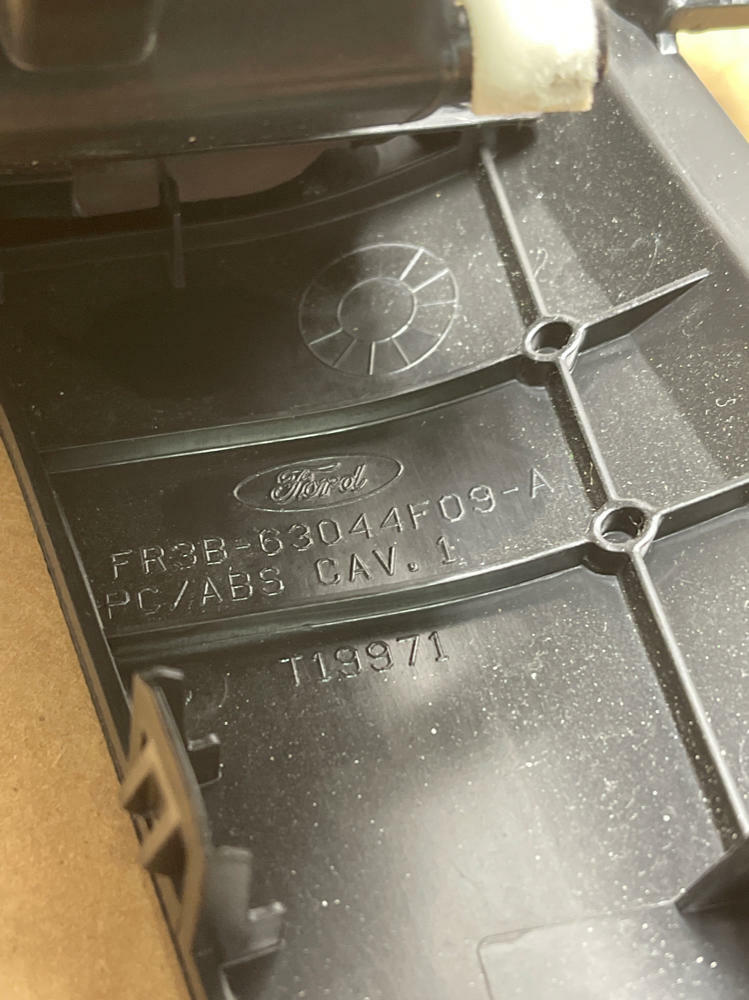 Ford
FR3B-63044F09-A
PC/ABS CAV. 1
T19971